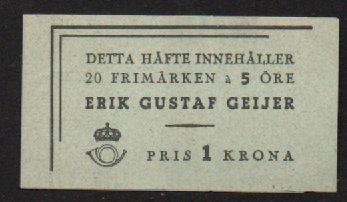 DETTA HÄFTE INNEHÅLLER
20 FRIMÄRKEN à 5 ÖRE
ERIK GUSTAF GEIJER
PRIS 1 KRONA